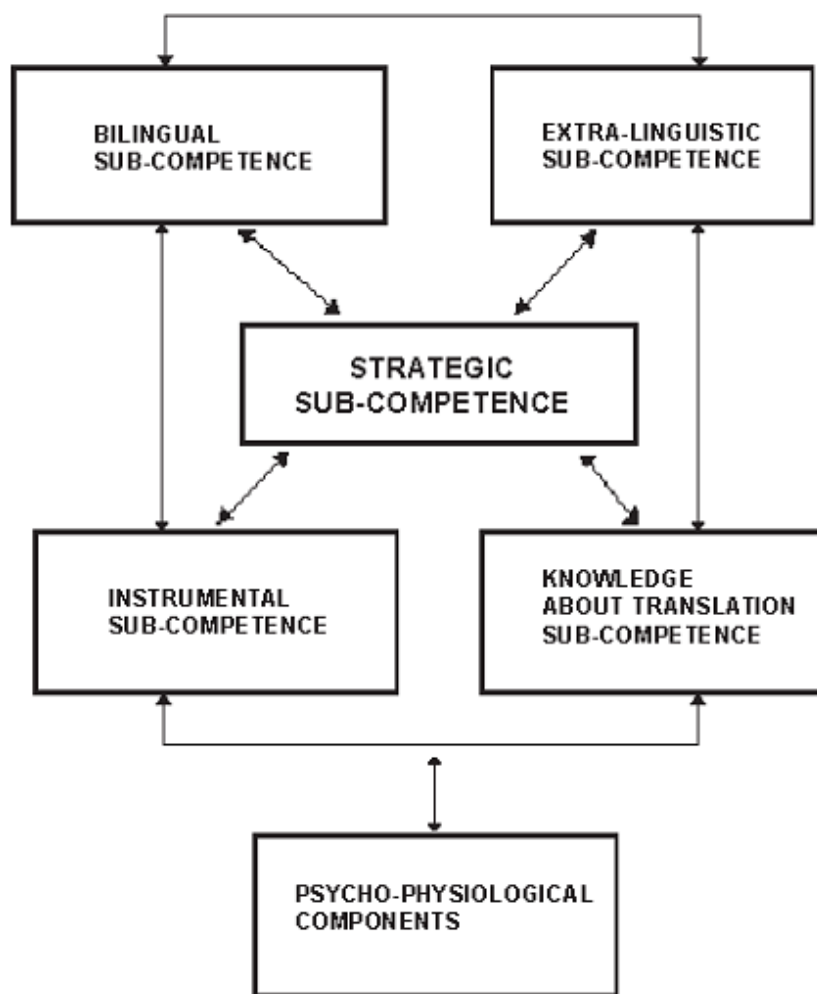 BILINGUAL
SUB-COMPETENCE
EXTRA-LINGUISTIC
SUB-COMPETENCE
STRATEGIC
SUB-COMPETENCE
INSTRUMENTAL
SUB-COMPETENCE
KNOWLEDGE
ABOUT TRANSLATION
SUB-COMPETENCE
PSYCHO-PHYSIOLOGICAL
COMPONENTS